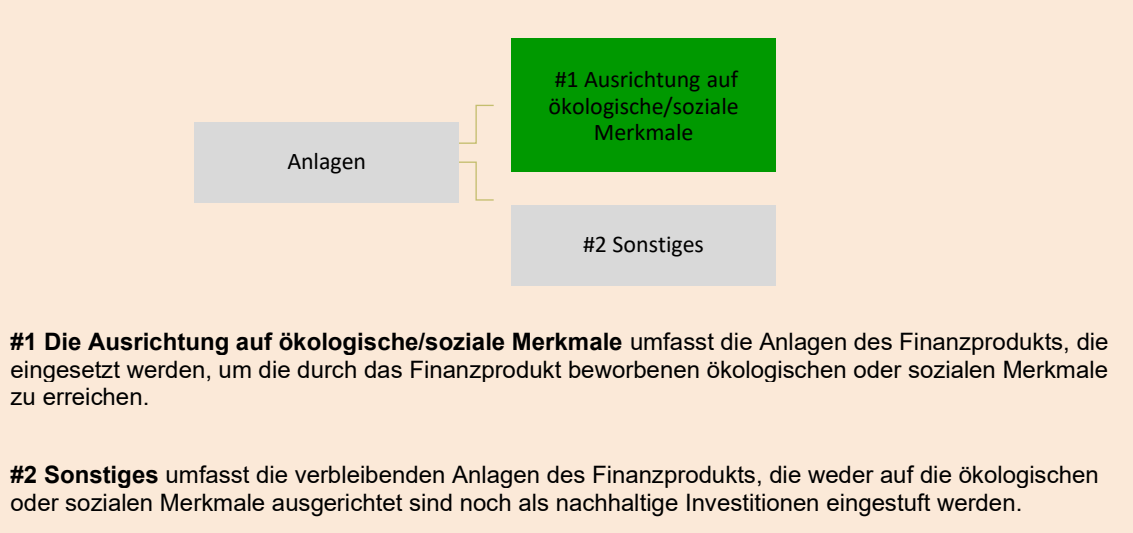 #1 Ausrichtung auf
ökologische/soziale
Merkmale
Anlagen
#2 Sonstiges
#1 Die Ausrichtung auf ökologische/soziale Merkmale umfasst die Anlagen des Finanzprodukts, die
eingesetzt werden, um die durch das Finanzprodukt beworbenen ökologischen oder sozialen Merkmale
zu erreichen.
#2 Sonstiges umfasst die verbleibenden Anlagen des Finanzprodukts, die weder auf die ökologischen
oder sozialen Merkmale ausgerichtet sind noch als nachhaltige Investitionen eingestuft werden.